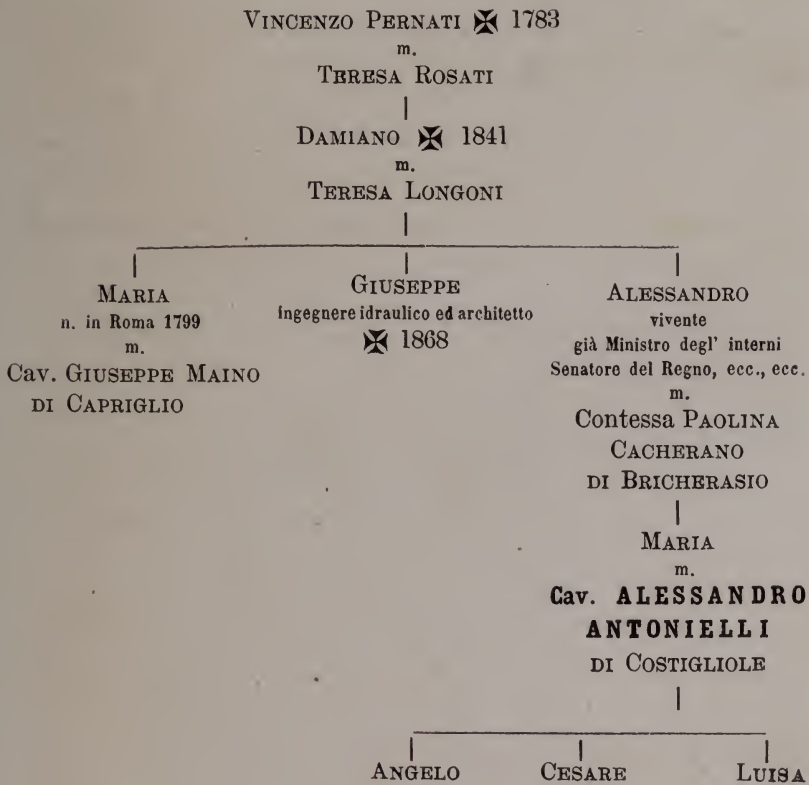 VINCENZO PERNATI ✠ 1783
m.
TERESA ROSATI
DAMIANO ✠ 1841
m.
TERESA LONGONI
MARIA
n. in Roma 1799
m.
Cav. GIUSEPPE MAINO
DI CAPRIGLIO
GIUSEPPE
ingegnere idraulico ed architetto
✠ 1868
ALESSANDRO
vivente
già Ministro degl' interni
Senatore del Regno, ecc., ecc.
m.
Contessa PAOLINA
CACHERANO
DI BRICHERASIO
MARIA
m.
Cav. ALESSANDRO
ANTONIELLI
DI COSTIGLIOLE
ANGELO CESARE LUISA